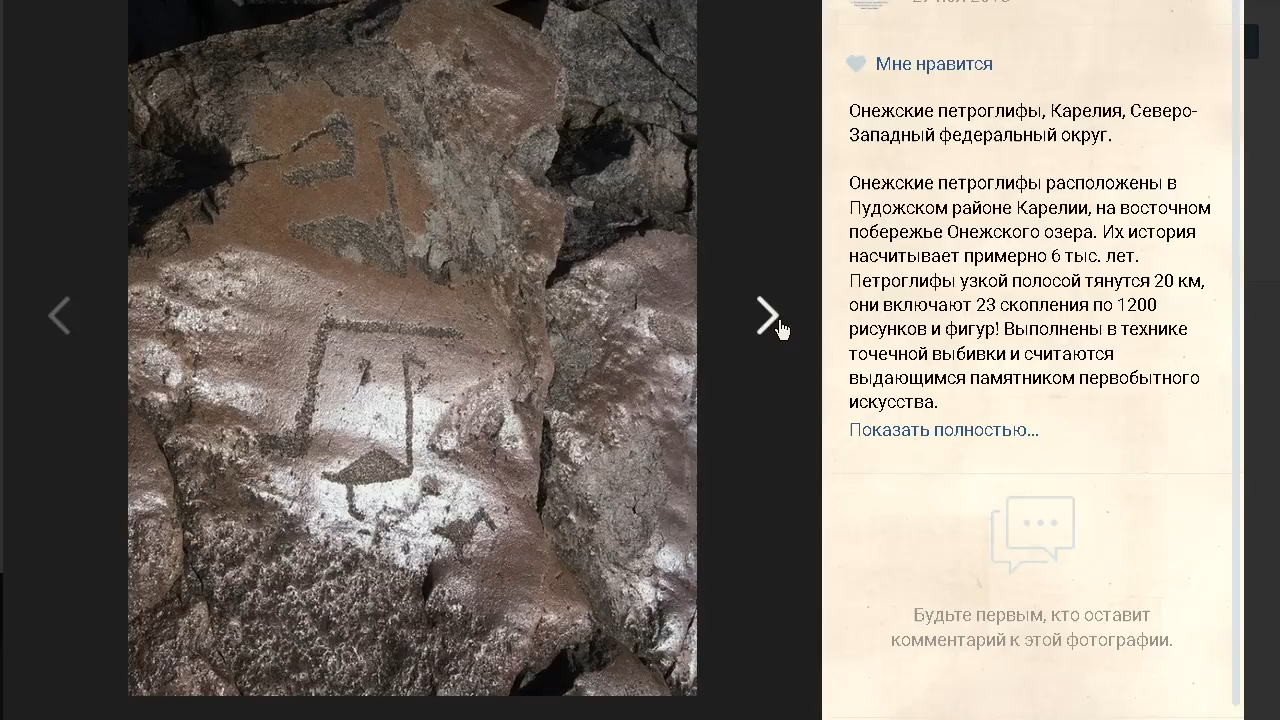 Мне нравится
Онежские петроглифы, Карелия, Северо-
Западный федеральный округ.
Онежские петроглифы расположены в
Пудожском районе Карелии, на восточном
побережье Онежского озера. Их история
насчитывает примерно 6 тыс. лет.
Петроглифы узкой полосой тянутся 20 км,
они включают 23 скопления по 1200
рисунков и фигур! Выполнены в технике
точечной выбивки и считаются
выдающимся памятником первобытного
искусства.
Показать полностью...
Будьте первым, кто оставит
комментарий к этой фотографии.